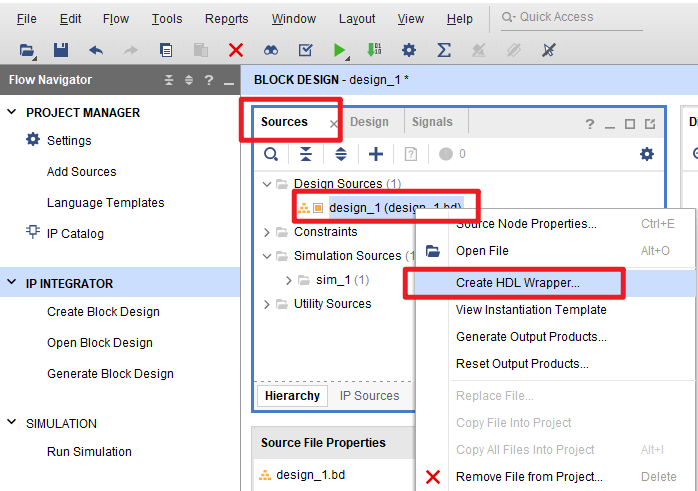 File Edit Flow Tools Reports Window Layout View Help Quick Access
Flow Navigator
PROJECT MANAGER
Settings
Add Sources
Language Templates
IP Catalog
IP INTEGRATOR
Create Block Design
Open Block Design
Generate Block Design
SIMULATION
Run Simulation
BLOCK DESIGN - design_1 *
Sources Design Signals
0
Design Sources (1)
design_1 (design_1.bd)
Constraints
Simulation Sources (1
sim_1 (1)
Utility Sources
Hierarchy IP Sources
Source File Properties
design_1.bd
Source Node Properties... Ctrl+E
Open File Alt+O
Create HDL Wrapper...
View Instantiation Template
Generate Output Products...
Reset Output Products...
Replace File...
Copy File Into Project
Copy All Files Into Project Alt+I
Remove File from Project... Delete